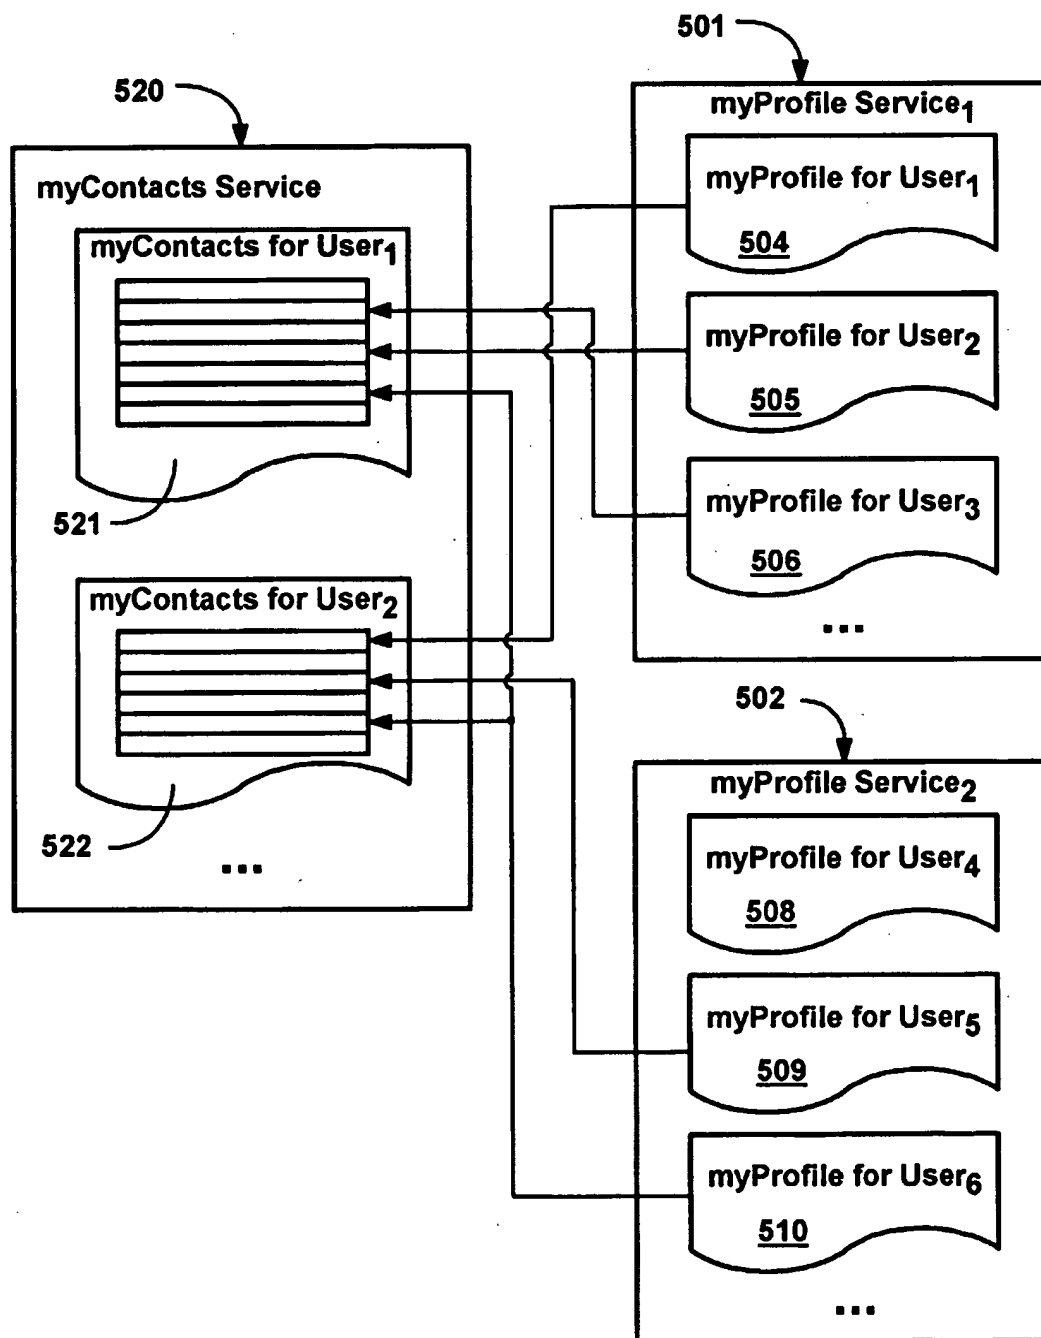 520
myContacts Service
myContacts for User1
521
myContacts for User2
522
...
501
myProfile Service1
myProfile for User1
504
myProfile for User2
505
myProfile for User3
506
...
502
myProfile Service2
myProfile for User4
508
myProfile for User5
509
myProfile for User6
510
...